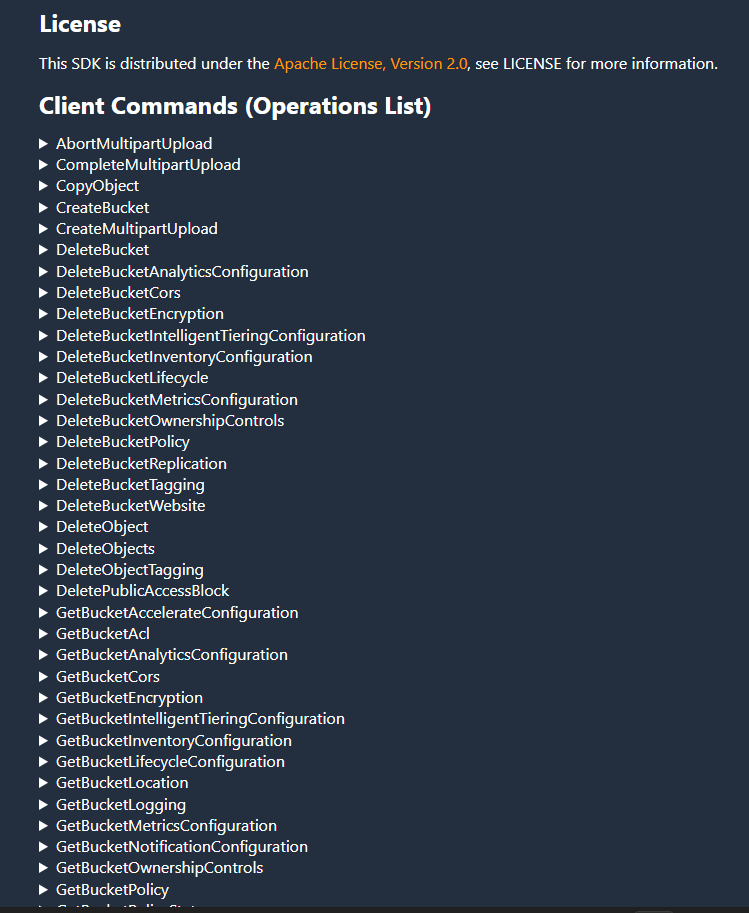 License
This SDK is distributed under the Apache License, Version 2.0, see LICENSE for more information.
Client Commands (Operations List)
AbortMultipartUpload
CompleteMultipartUpload
CopyObject
CreateBucket
CreateMultipartUpload
DeleteBucket
DeleteBucketAnalyticsConfiguration
DeleteBucketCors
DeleteBucketEncryption
DeleteBucketIntelligentTieringConfiguration
DeleteBucketInventoryConfiguration
DeleteBucketLifecycle
DeleteBucketMetricsConfiguration
DeleteBucketOwnershipControls
DeleteBucketPolicy
DeleteBucketReplication
DeleteBucketTagging
DeleteBucketWebsite
DeleteObject
DeleteObjects
DeleteObjectTagging
DeletePublicAccessBlock
GetBucketAccelerateConfiguration
GetBucketAcl
GetBucketAnalyticsConfiguration
GetBucketCors
GetBucketEncryption
GetBucketIntelligentTieringConfiguration
GetBucketInventoryConfiguration
GetBucketLifecycleConfiguration
GetBucketLocation
GetBucketLogging
GetBucketMetricsConfiguration
GetBucketNotificationConfiguration
GetBucketOwnershipControls
GetBucketPolicy